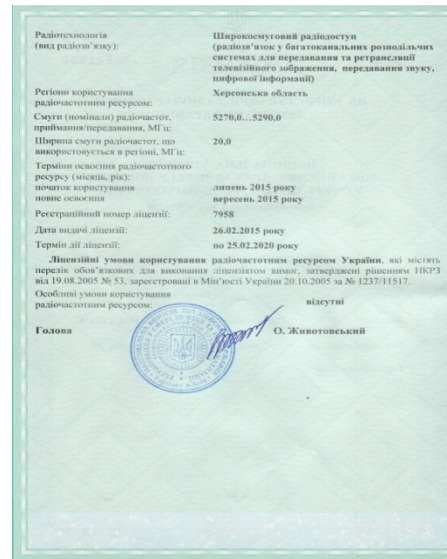 Радіотехнологія Широкосмуговий радіодоступ
(вид радіозв'язку): (радіозв'язок у багатоканальних розподільчих
системах для передавання та ретрансляції
телевізійного зображення, передавання звуку,
цифрової інформації)
Регіони користування Херсонська область
радіочастотним ресурсом:
Смуги (номінали) радіочастот, 5270,0...5290,0
приймання/передавання, МГц:
Ширина смуги радіочастот, що 20,0
використовується в регіоні, МГц:
Терміни освоєння радіочастотного
ресурсу (місяць, рік):
початок користування липень 2015 року
повне освоєння вересень 2015 року
Реєстраційний номер ліцензії: 7958
Дата видачі ліцензії: 26.02.2015 року
Термін дії ліцензії: по 25.02.2020 року
Ліцензійні умови користування радіочастотним ресурсом України, які містять
перелік обов'язкових для виконання ліцензіатом вимог, затверджені рішенням НКРЗ
від 19.08.2005 № 53, зареєстровані в Мін'юсті України 20.10.2005 за № 1237/11517.
Особливі умови користування відсутні
радіочастотним ресурсом:
Голова О. Животовський